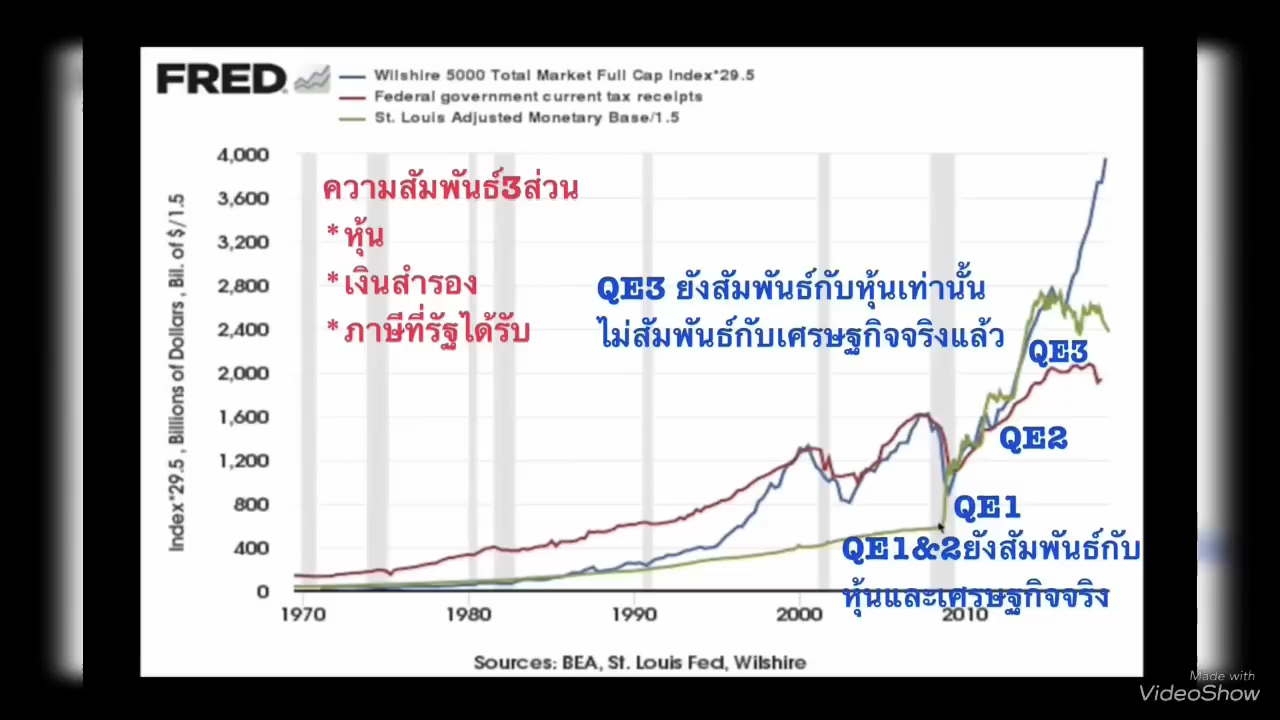 FRED
Wilshire 5000 Total Market Full Cap Index*29.5
Federal government current tax receipts
St. Louis Adjusted Monetary Base/1.5
Index*29.5 , Billions of Dollars , Bil. of $/1.5
4,000
3,600
3,200
2,800
2,400
2,000
1,600
1,200
800
400
0
ความสัมพันธ์3ส่วน
*หุ้น
*เงินสำรอง
*ภาษีที่รัฐได้รับ
QE3 ยังสัมพันธ์กับหุ้นเท่านั้น
ไม่สัมพันธ์กับเศรษฐกิจจริงแล้ว
QE3
QE2
QE1
QE1&2ยังสัมพันธ์กับ
หุ้นและเศรษฐกิจจริง
1970
1980
1990
2000
2010
Sources: BEA, St. Louis Fed, Wilshire
Made with
VideoShow